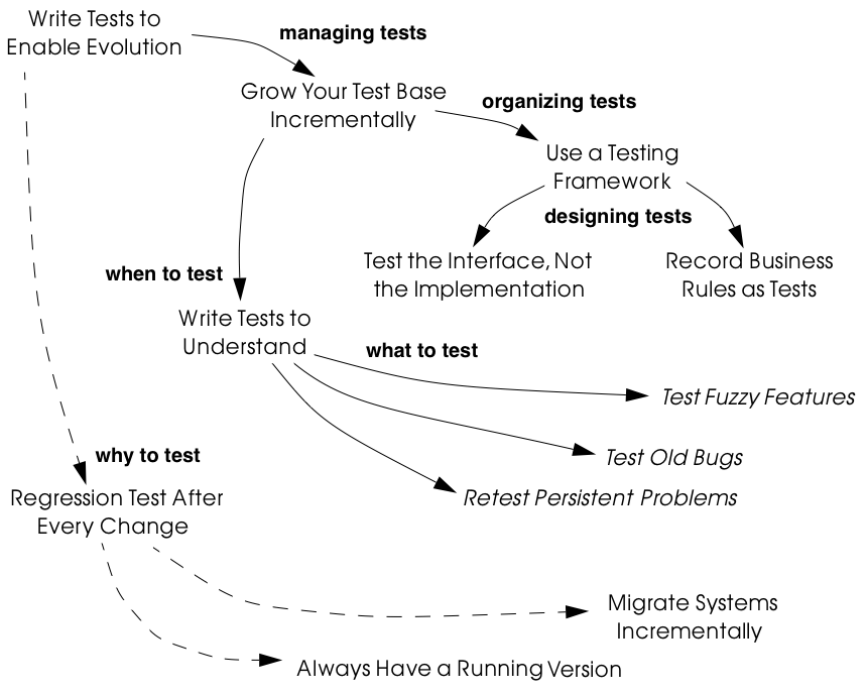 Write Tests to
Enable Evolution
managing tests
Grow Your Test Base
Incrementally
organizing tests
Use a Testing
Framework
designing tests
Test the Interface, Not
the Implementation
Record Business
Rules as Tests
when to test
Write Tests to
Understand
what to test
Test Fuzzy Features
Test Old Bugs
Retest Persistent Problems
why to test
Regression Test After
Every Change
Migrate Systems
Incrementally
Always Have a Running Version